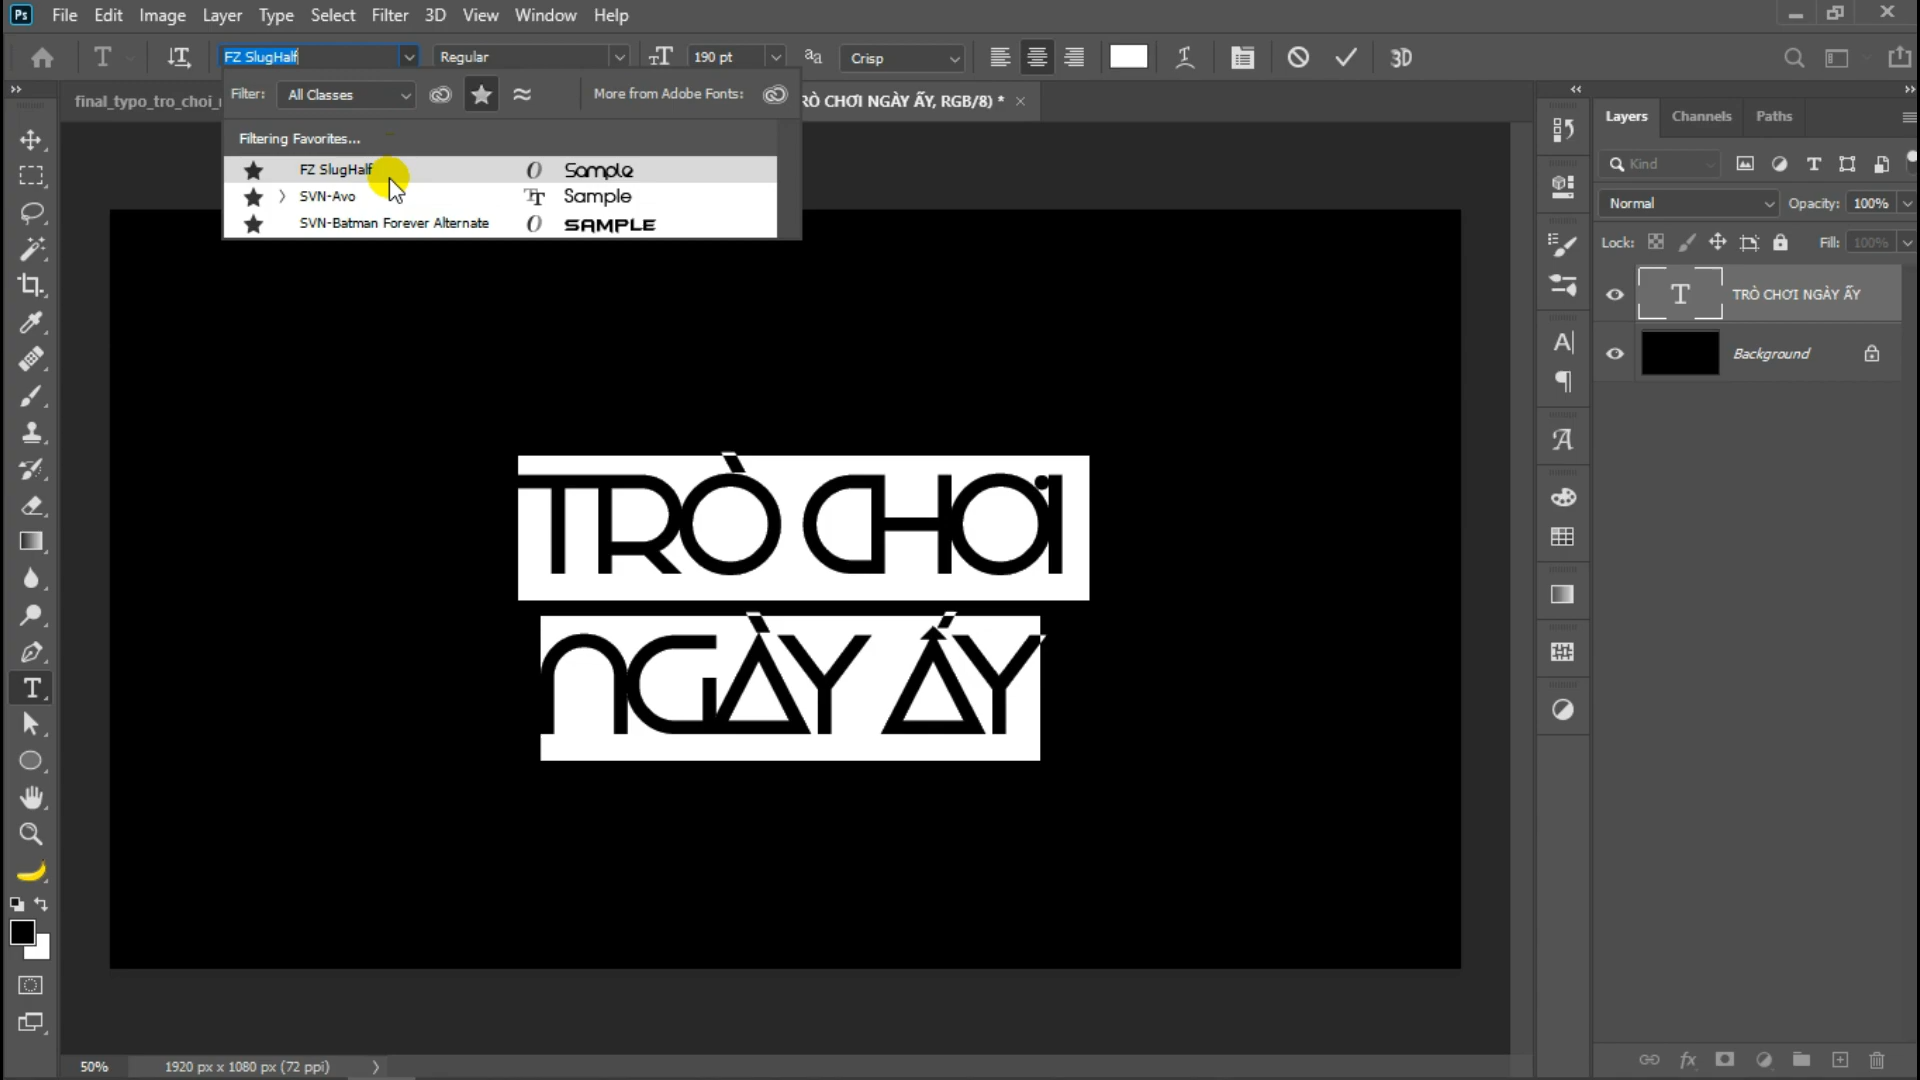 Ps File Edit Image Layer Type Select Filter 3D View Window Help
FZ SlugHalf Regular 190 pt Crisp 3D
Filter: All Classes More from Adobe Fonts:
final_typo_tro_choi_ RÒ CHƠI NGÀY ẤY, RGB/8) *
Filtering Favorites...
FZ SlugHalf Sample
SVN-Avo Sample
SVN-Batman Forever Alternate SAMPLE
TRÒ CHƠI
NGÀY ẤY
Layers Channels Paths
Kind
Normal Opacity: 100%
Lock: Fill: 100%
TRÒ CHƠI NGÀY ẤY
Background
50% 1920 px x 1080 px (72 ppi)